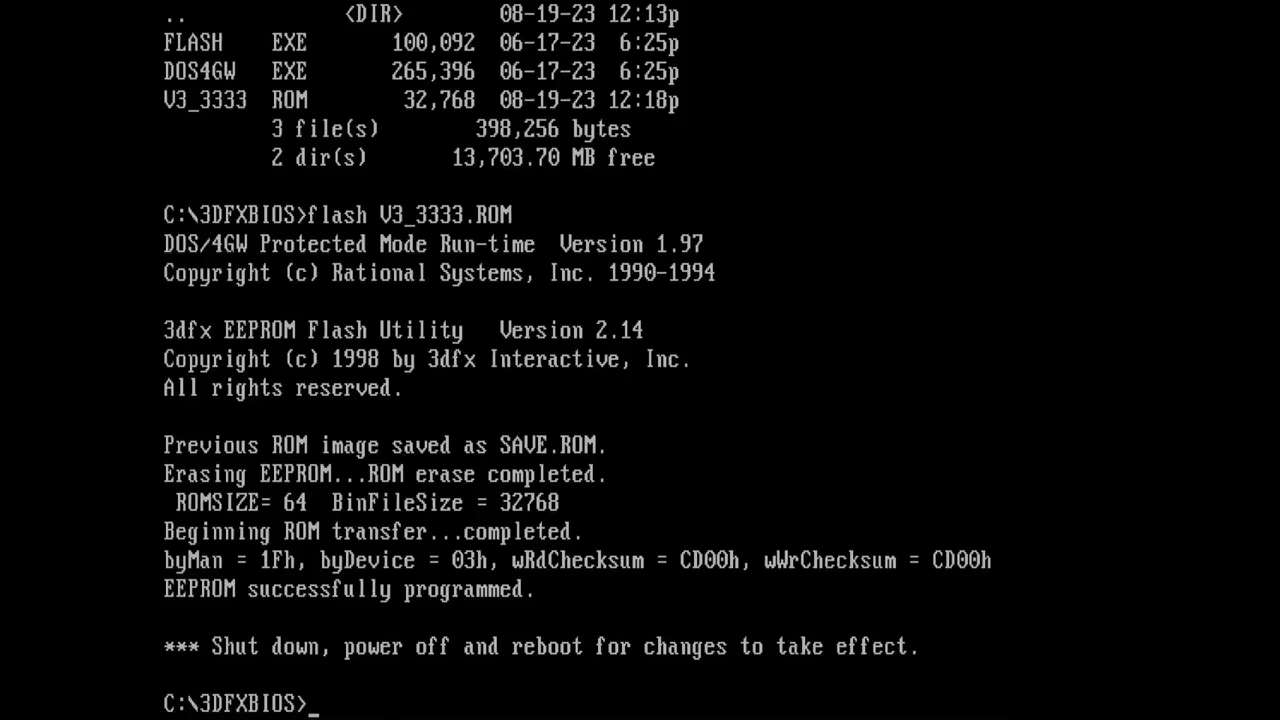 ..                   <DIR>        08-19-23 12:13p
FLASH    EXE       100,092  06-17-23  6:25p
DOS4GW   EXE       265,396  06-17-23  6:25p
V3_3333  ROM        32,768  08-19-23 12:18p
3 file(s)        398,256 bytes
2 dir(s)       13,703.70 MB free
C:\3DFXBIOS>flash V3_3333.ROM
DOS/4GW Protected Mode Run-time  Version 1.97
Copyright (c) Rational Systems, Inc. 1990-1994
3dfx EEPROM Flash Utility   Version 2.14
Copyright (c) 1998 by 3dfx Interactive, Inc.
All rights reserved.
Previous ROM image saved as SAVE.ROM.
Erasing EEPROM...ROM erase completed.
ROMSIZE= 64  BinFileSize = 32768
Beginning ROM transfer...completed.
byMan = 1Fh, byDevice = 03h, wRdChecksum = CD00h, wWrChecksum = CD00h
EEPROM successfully programmed.
*** Shut down, power off and reboot for changes to take effect.
C:\3DFXBIOS>_